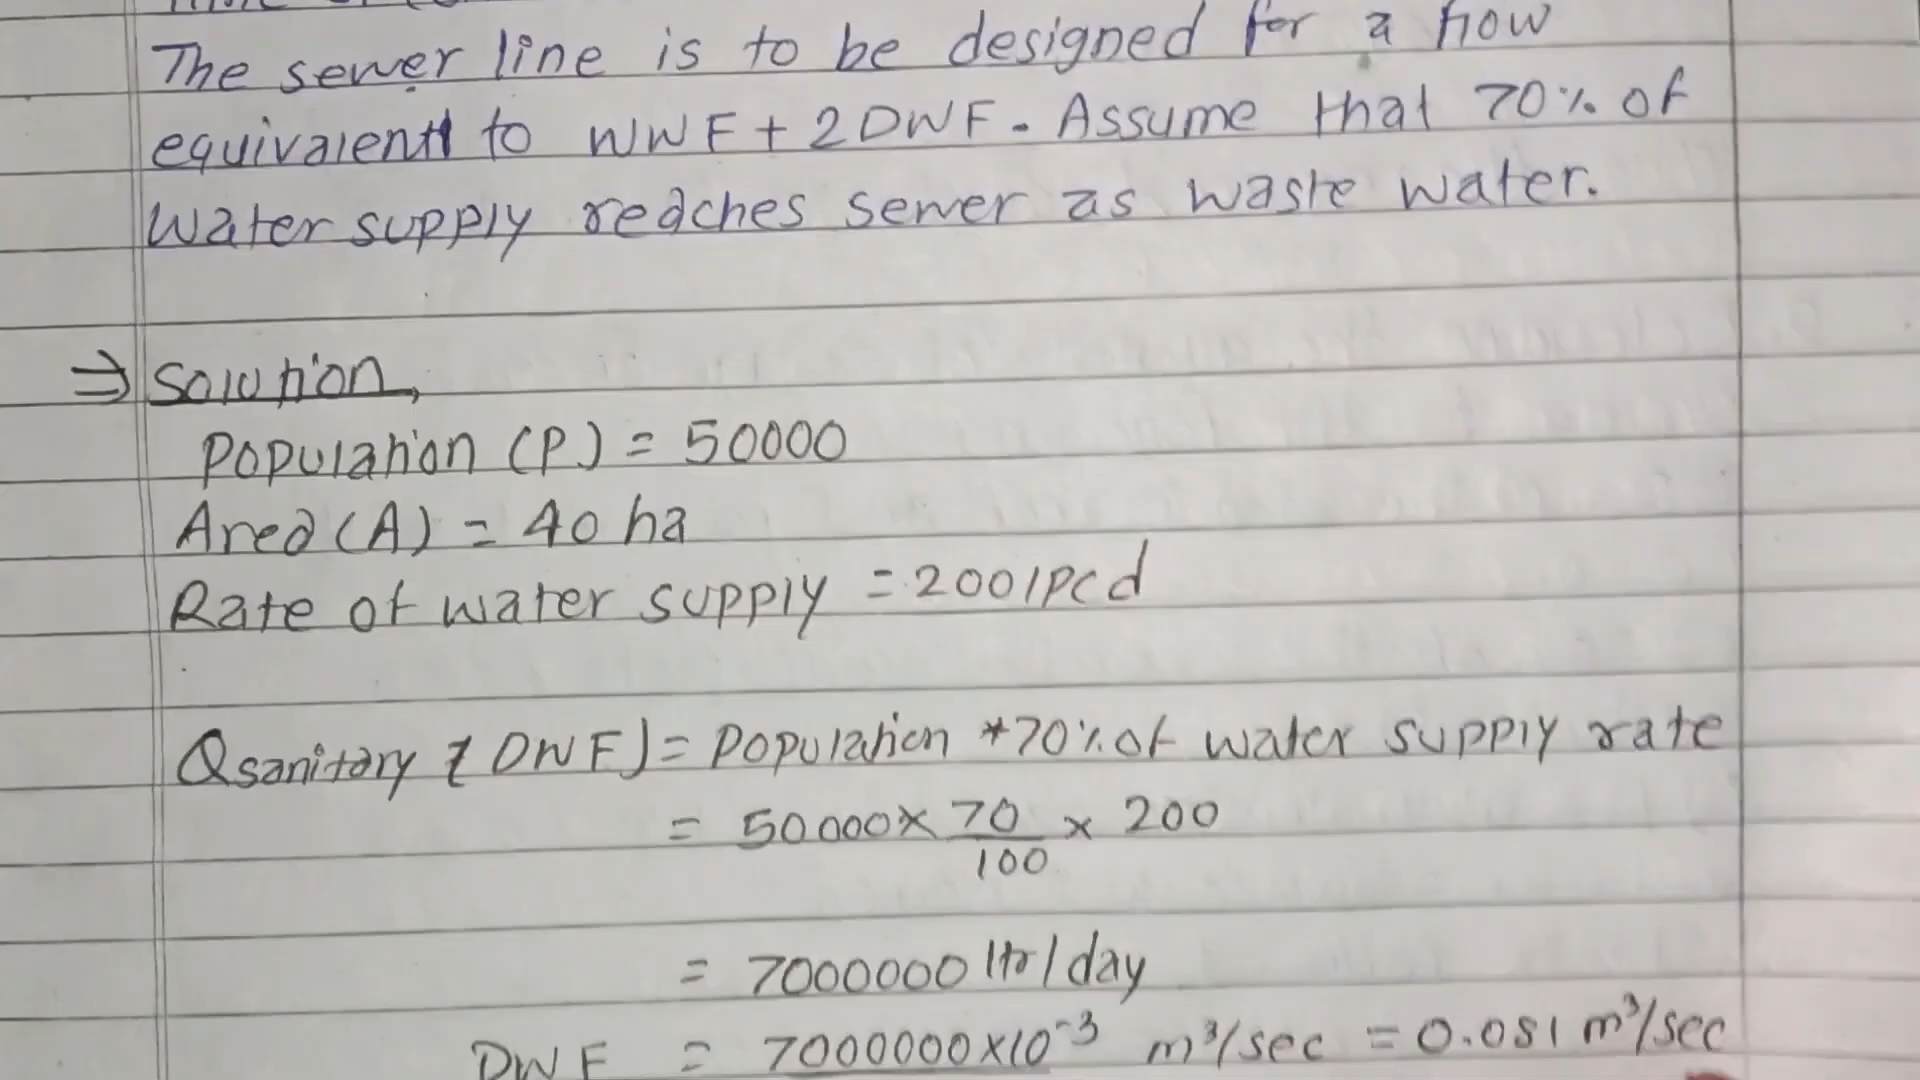 The sewer line is to be designed for a flow
equivalent to WWF + 2DWF. Assume that 70% of
Water supply reaches sewer as waste water.
⇒ Solution,
Population (P) = 50000
Area (A) = 40 ha
Rate of water supply = 200 lpcd
Qsanitary { DWF) = Population * 70% of water supply rate
= 50000 × 70/100 × 200
= 7000000 ltr/day
DWF = 7000000×10⁻³ m³/sec = 0.081 m³/sec